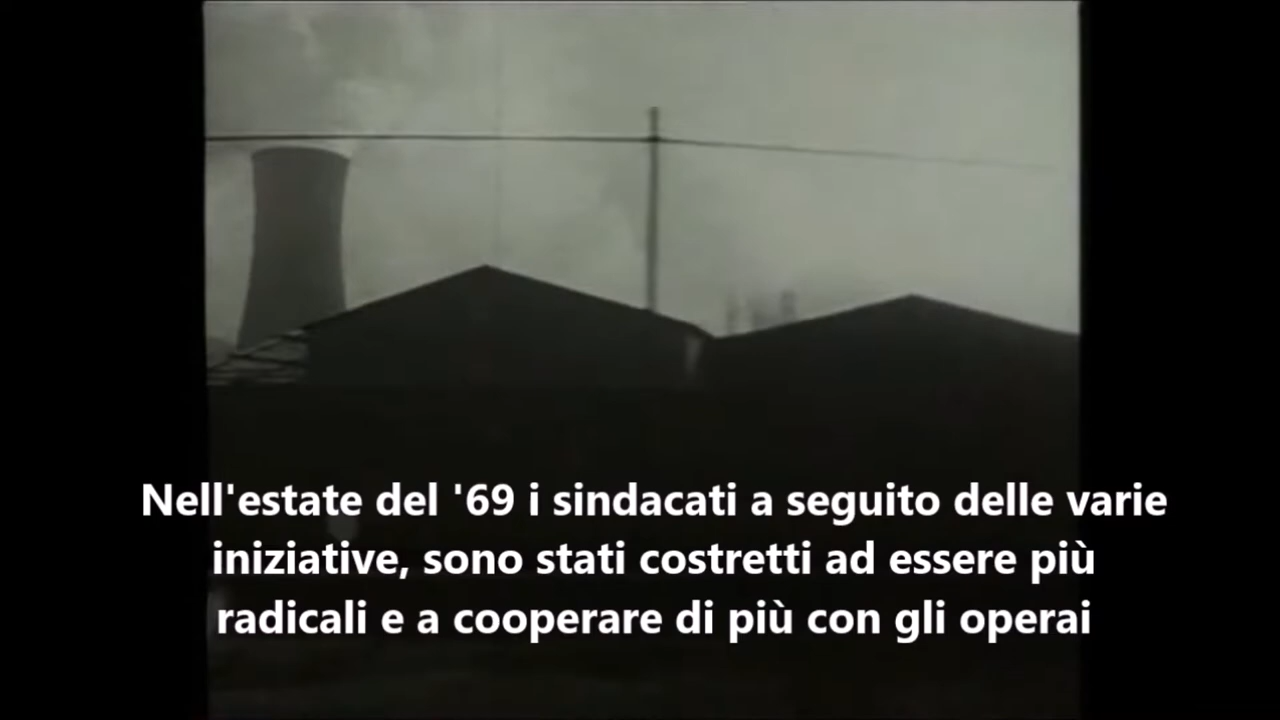 Nell'estate del '69 i sindacati a seguito delle varie
iniziative, sono stati costretti ad essere più
radicali e a cooperare di più con gli operai